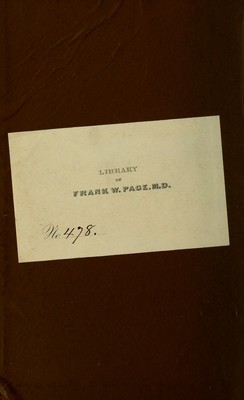 LIBRARY
OF
FRANK W. PAGE, M.D.
No. 478.